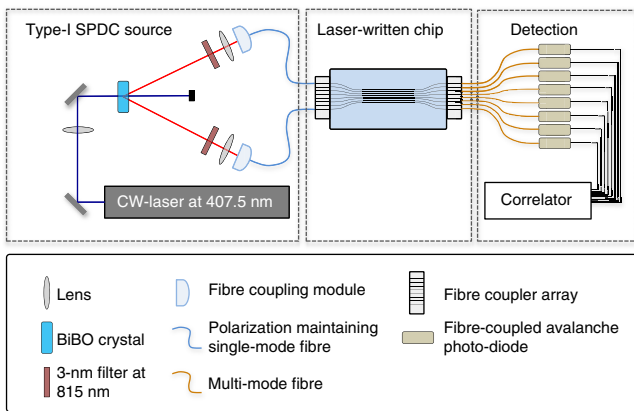 Type-I SPDC source
Laser-written chip
Detection
CW-laser at 407.5 nm
Correlator
Lens
Fibre coupling module
Fibre coupler array
BiBO crystal
Polarization maintaining
single-mode fibre
Fibre-coupled avalanche
photo-diode
3-nm filter at
815 nm
Multi-mode fibre